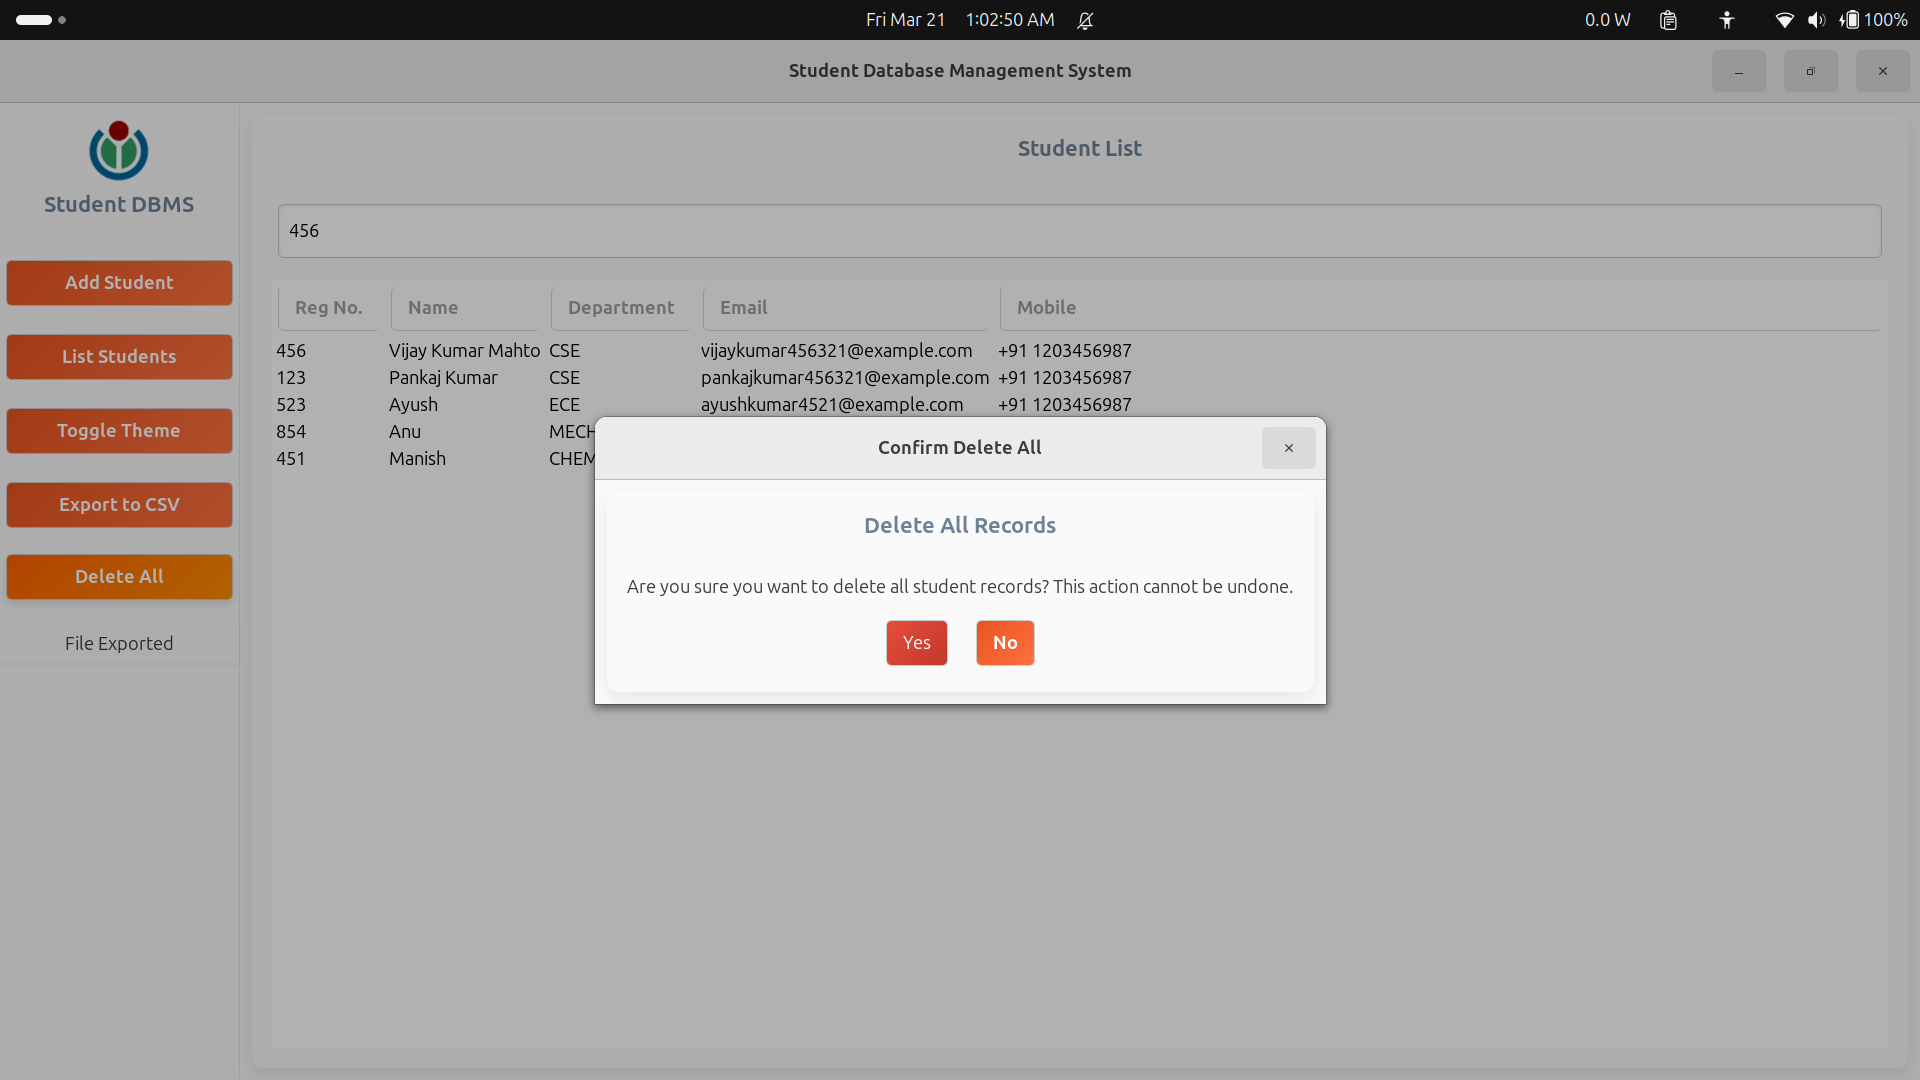 Fri Mar 21 1:02:50 AM
0.0 W
100%
Student Database Management System
Student DBMS
Add Student
List Students
Toggle Theme
Export to CSV
Delete All
File Exported
Student List
456
Reg No. Name Department Email Mobile
456 Vijay Kumar Mahto CSE vijaykumar456321@example.com +91 1203456987
123 Pankaj Kumar CSE pankajkumar456321@example.com +91 1203456987
523 Ayush ECE ayushkumar4521@example.com +91 1203456987
854 Anu MECH
451 Manish CHEM
Confirm Delete All
Delete All Records
Are you sure you want to delete all student records? This action cannot be undone.
Yes No